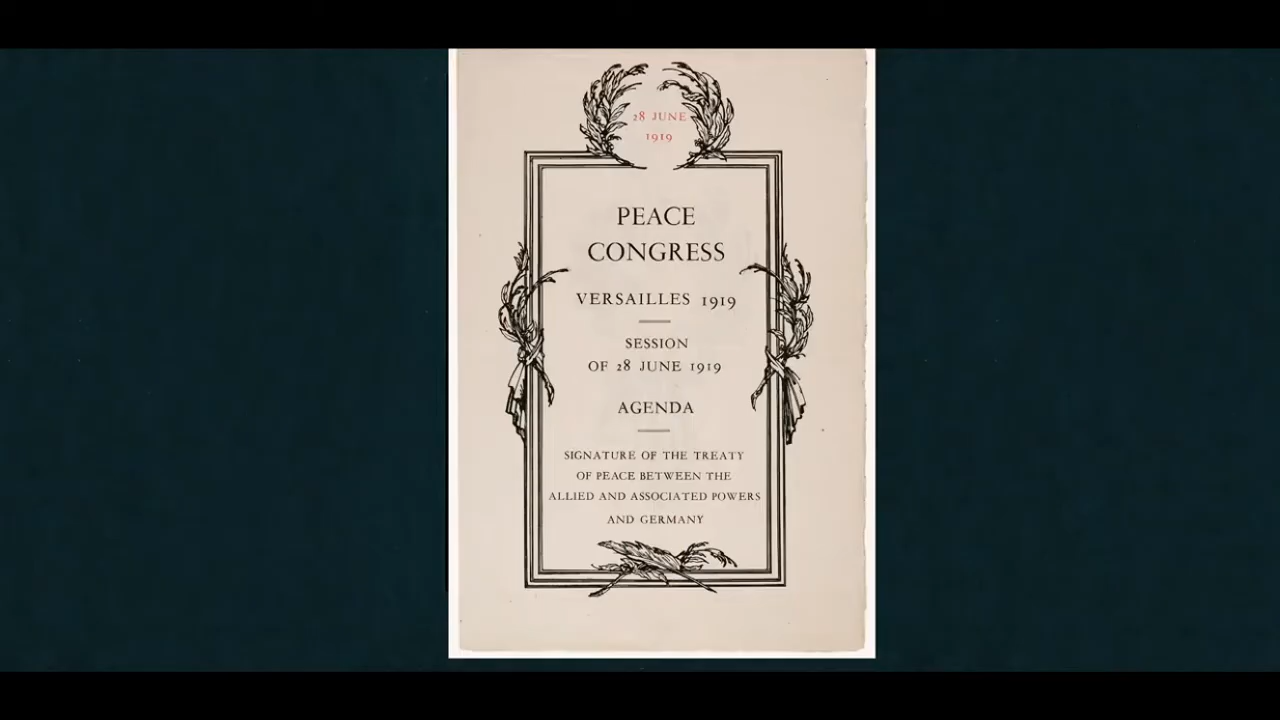 28 JUNE
1919
PEACE
CONGRESS
VERSAILLES 1919
SESSION
OF 28 JUNE 1919
AGENDA
SIGNATURE OF THE TREATY
OF PEACE BETWEEN THE
ALLIED AND ASSOCIATED POWERS
AND GERMANY